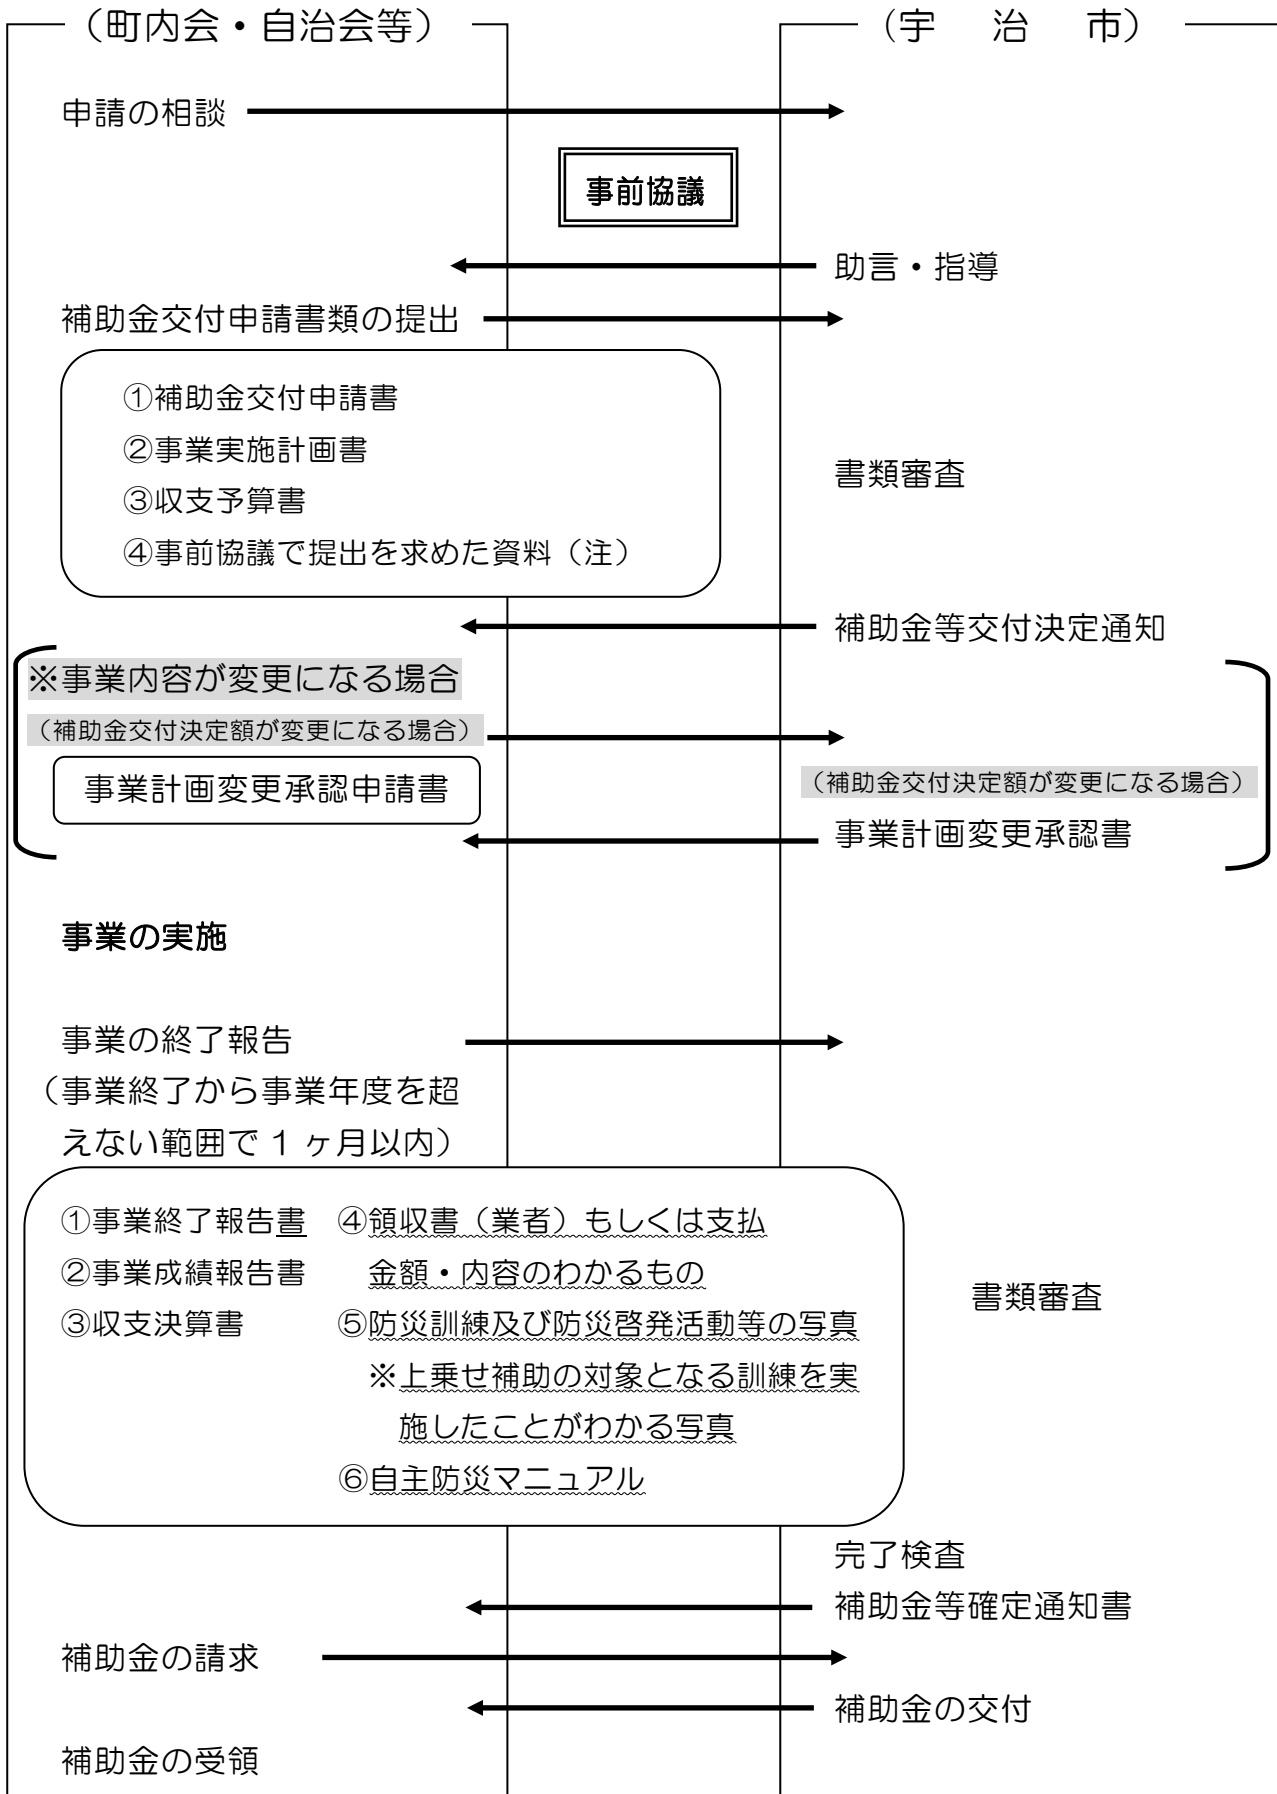 （町内会・自治会等）
（宇　治　市）
申請の相談
事前協議
助言・指導
補助金交付申請書類の提出
①補助金交付申請書
②事業実施計画書
③収支予算書
④事前協議で提出を求めた資料（注）
書類審査
補助金等交付決定通知
※事業内容が変更になる場合
（補助金交付決定額が変更になる場合）
事業計画変更承認申請書
（補助金交付決定額が変更になる場合）
事業計画変更承認書
事業の実施
事業の終了報告
（事業終了から事業年度を超
えない範囲で１ヶ月以内）
①事業終了報告書
②事業成績報告書
③収支決算書
④領収書（業者）もしくは支払
金額・内容のわかるもの
⑤防災訓練及び防災啓発活動等の写真
※上乗せ補助の対象となる訓練を実
施したことがわかる写真
⑥自主防災マニュアル
書類審査
完了検査
補助金等確定通知書
補助金の請求
補助金の交付
補助金の受領